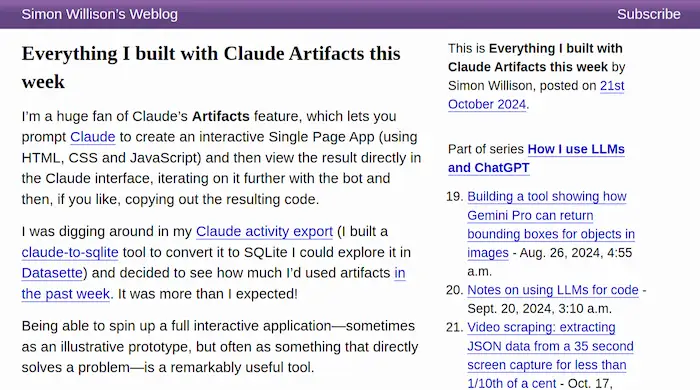 Simon Willison's Weblog
Subscribe
Everything I built with Claude Artifacts this
week
I'm a huge fan of Claude's Artifacts feature, which lets you
prompt Claude to create an interactive Single Page App (using
HTML, CSS and JavaScript) and then view the result directly in
the Claude interface, iterating on it further with the bot and
then, if you like, copying out the resulting code.
I was digging around in my Claude activity export (I built a
claude-to-sqlite tool to convert it to SQLite I could explore it in
Datasette) and decided to see how much I'd used artifacts in
the past week. It was more than I expected!
Being able to spin up a full interactive application—sometimes
as an illustrative prototype, but often as something that directly
solves a problem—is a remarkably useful tool.
This is Everything I built with
Claude Artifacts this week by
Simon Willison, posted on 21st
October 2024.
Part of series How I use LLMs
and ChatGPT
19. Building a tool showing how
Gemini Pro can return
bounding boxes for objects in
images - Aug. 26, 2024, 4:55
a.m.
20. Notes on using LLMs for code -
Sept. 20, 2024, 3:10 a.m.
21. Video scraping: extracting
JSON data from a 35 second
screen capture for less than
1/10th of a cent - Oct. 17,